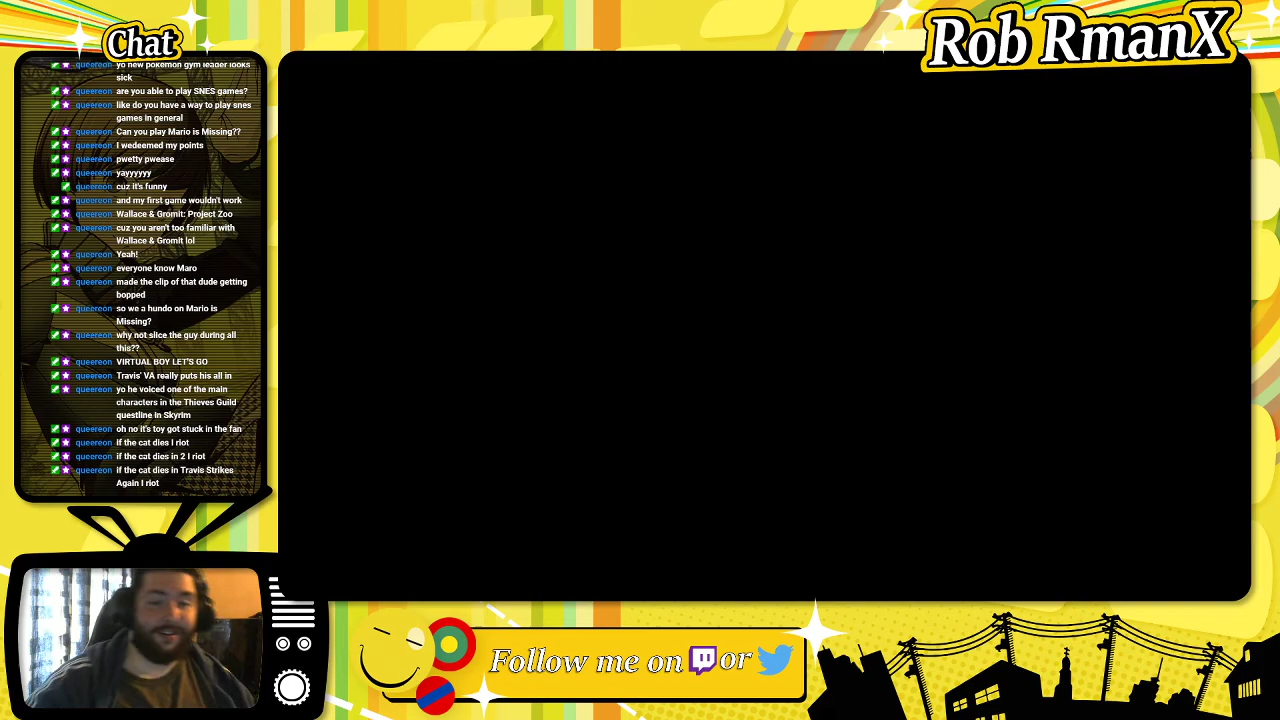 Chat
Rob RmanX
queereon yo new pokemon gym leader looks
sick
queereon are you able to play SNES games?
queereon like do you have a way to play snes
games in general
queereon Can you play Mario is Missing??
queereon I wedeemed my points
queereon pwetty pwease
queereon yayyyyyy
queereon cuz it's funny
queereon and my first game wouldn't work
queereon Wallace & Gromit: Project Zoo
queereon cuz you aren't too familiar with
Wallace & Gromit lol
queereon Yeah!
queereon everyone know Maro
queereon made the clip of that dude getting
bopped
queereon so we a hundo on Mario is
Missing?
queereon why not slice the guy during all
this??
queereon VIRTUAL BOY LET'S GO
queereon Travis' VA really puts his all in
queereon yo he voiced one of the main
characters in the Thieves Guild
questline in Skyrim
queereon oh no it's toy got stuck in the fan
queereon if the cat dies I riot
queereon if the cat dies in 2 I riot
queereon if the cat dies in Travis Strikes
Again I riot
Follow me on or